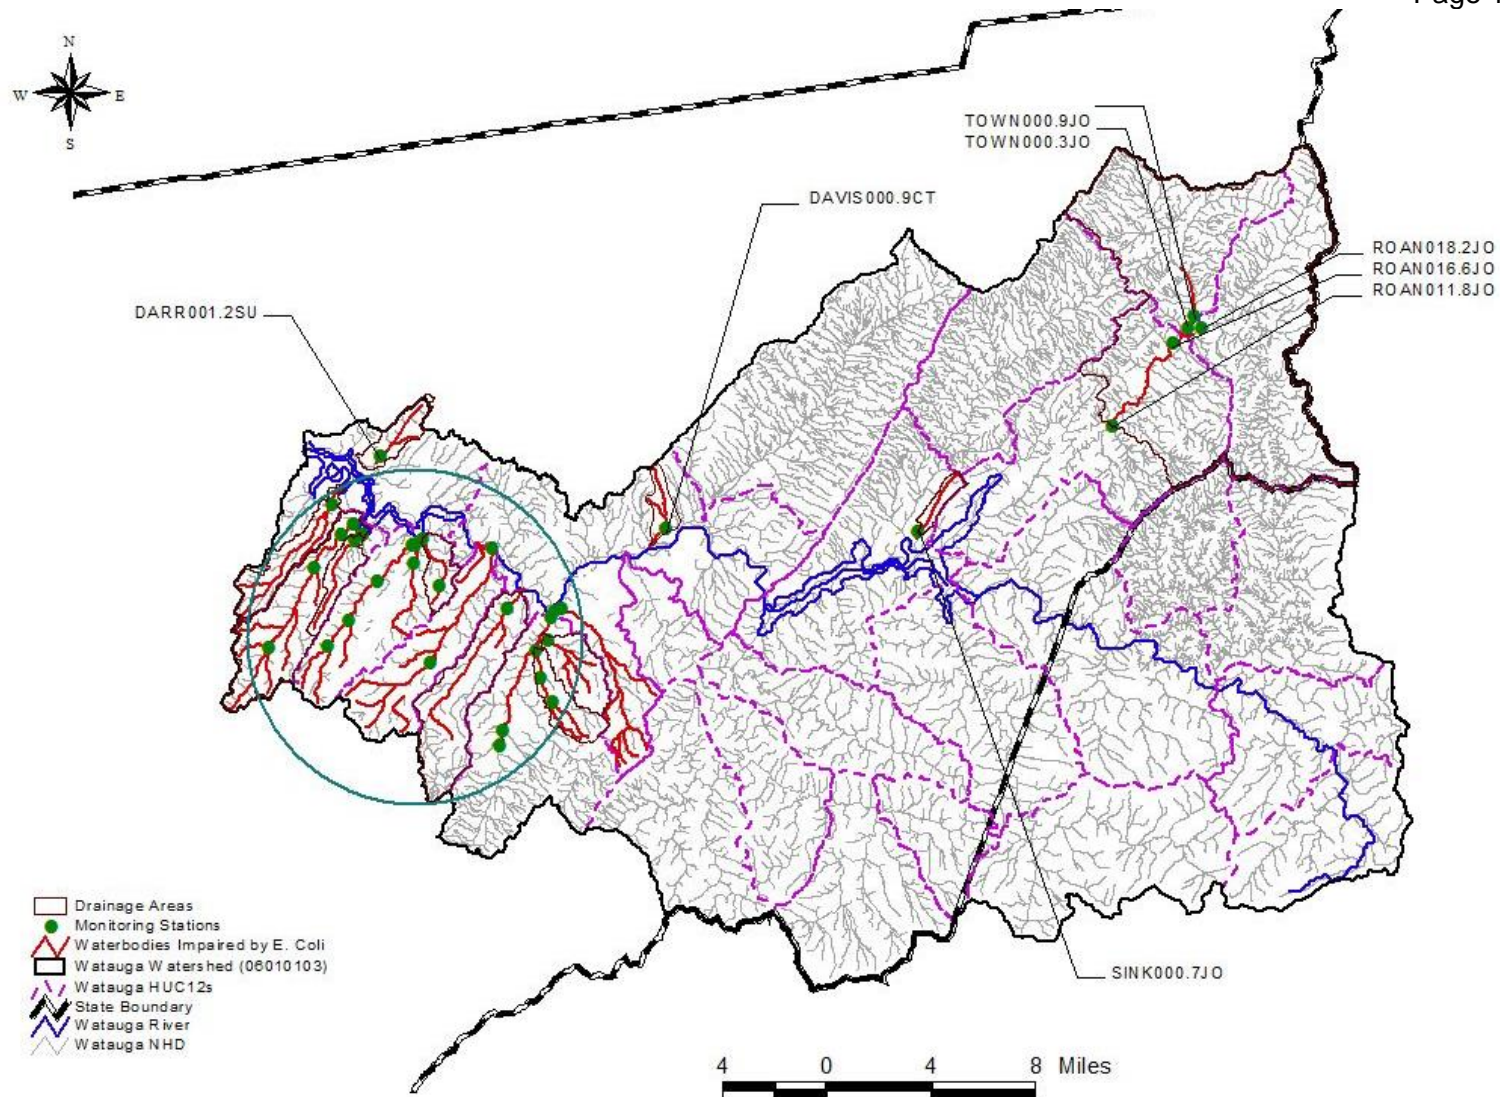 Page 1
N
W E
S
TOWN000.9JO
TOWN000.3JO
DAVIS000.9CT
ROAN018.2JO
ROAN016.6JO
ROAN011.8JO
DARR001.2SU
Drainage Areas
Monitoring Stations
Waterbodies Impaired by E. Coli
Watauga Watershed (06010103)
Watauga HUC12s
State Boundary
Watauga River
Watauga NHD
SINK000.7JO
4 0 4 8 Miles